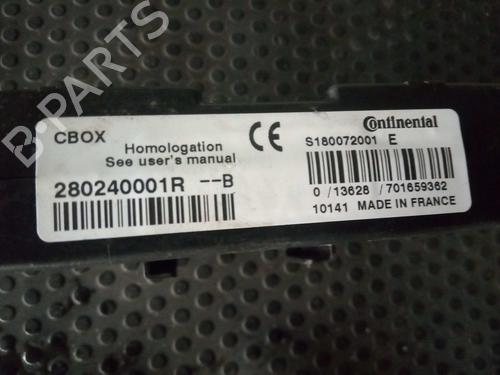 B-PARTS
CBOX
Homologation
See user's manual
CE
280240001R --B
Continental
S180072001 E
0 /13628 /701659362
10141 MADE IN FRANCE